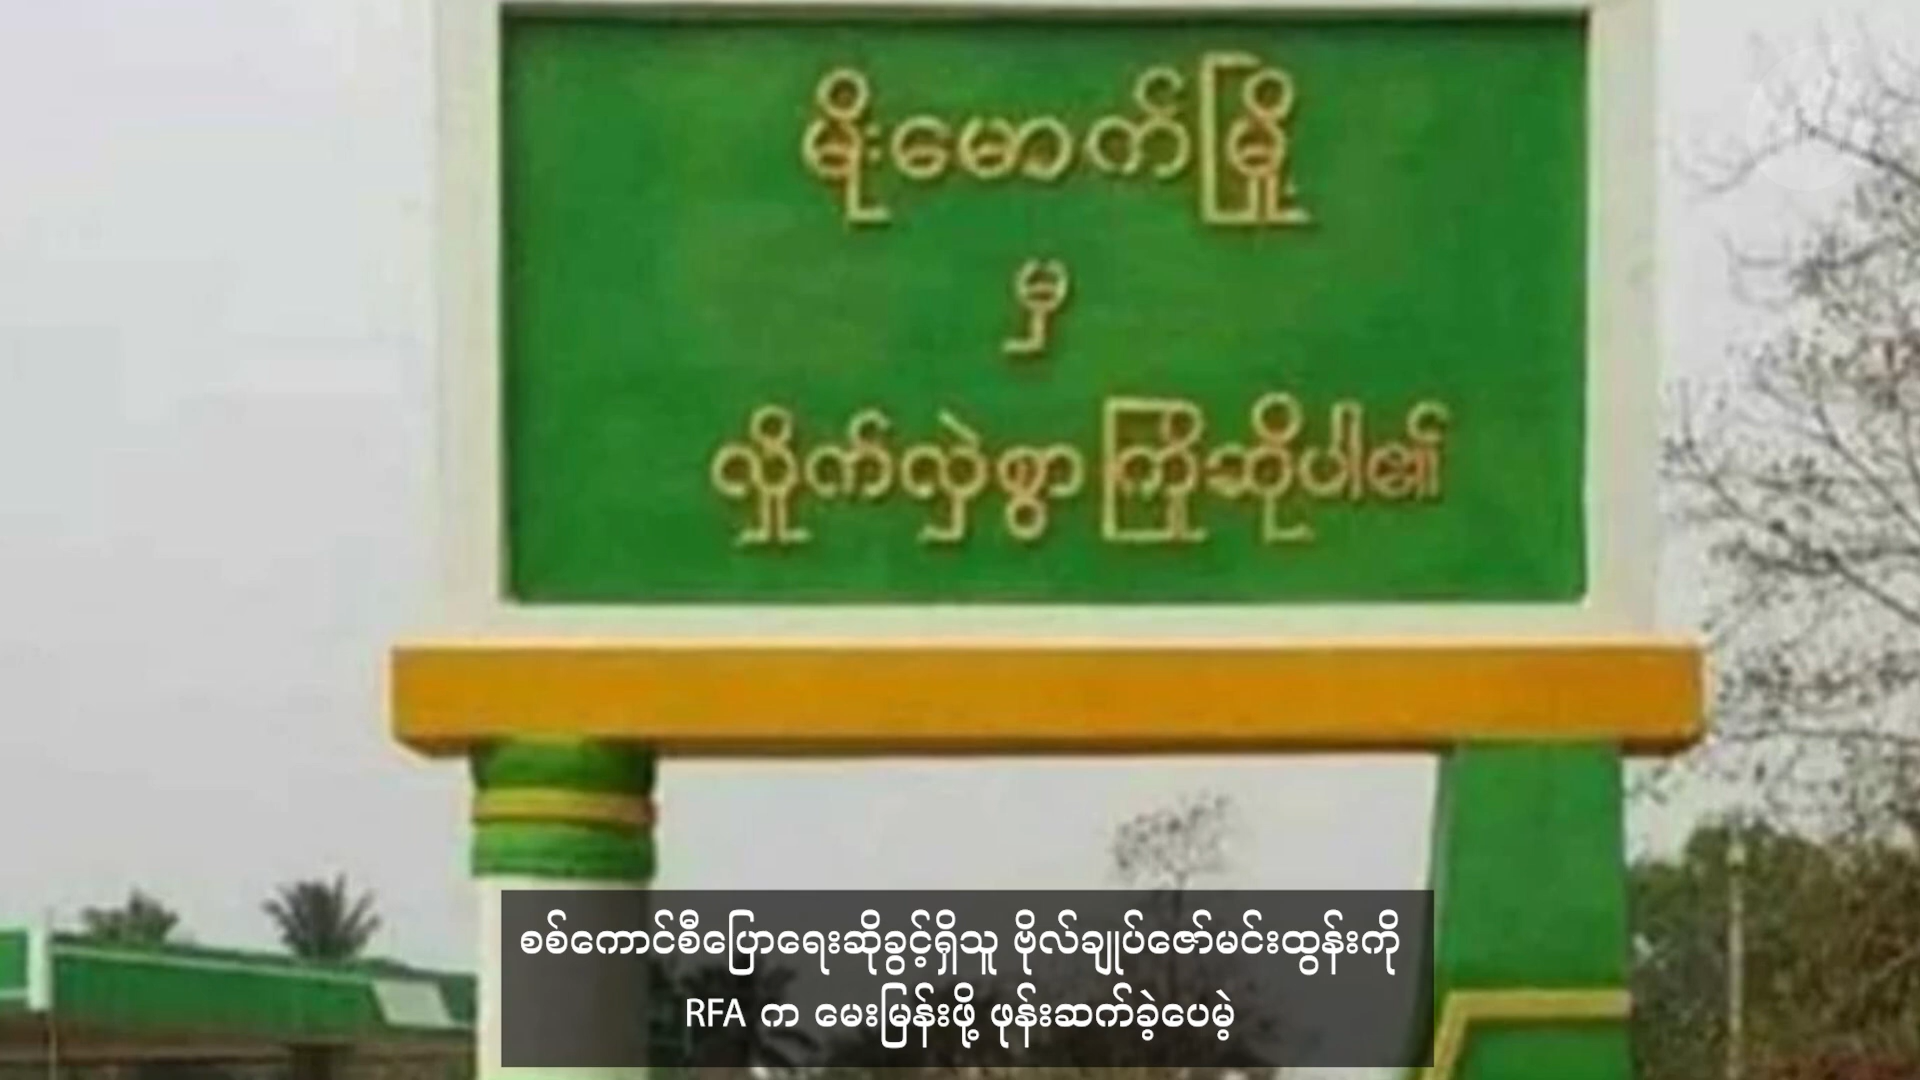 မိုးမောက်မြို့
မှ
လှိုက်လှဲစွာ ကြိုဆိုပါ၏
စစ်ကောင်စီပြောရေးဆိုခွင့်ရှိသူ ဗိုလ်ချုပ်ဇော်မင်းထွန်းကို
RFA က မေးမြန်းဖို့ ဖုန်းဆက်ခဲ့ပေမဲ့